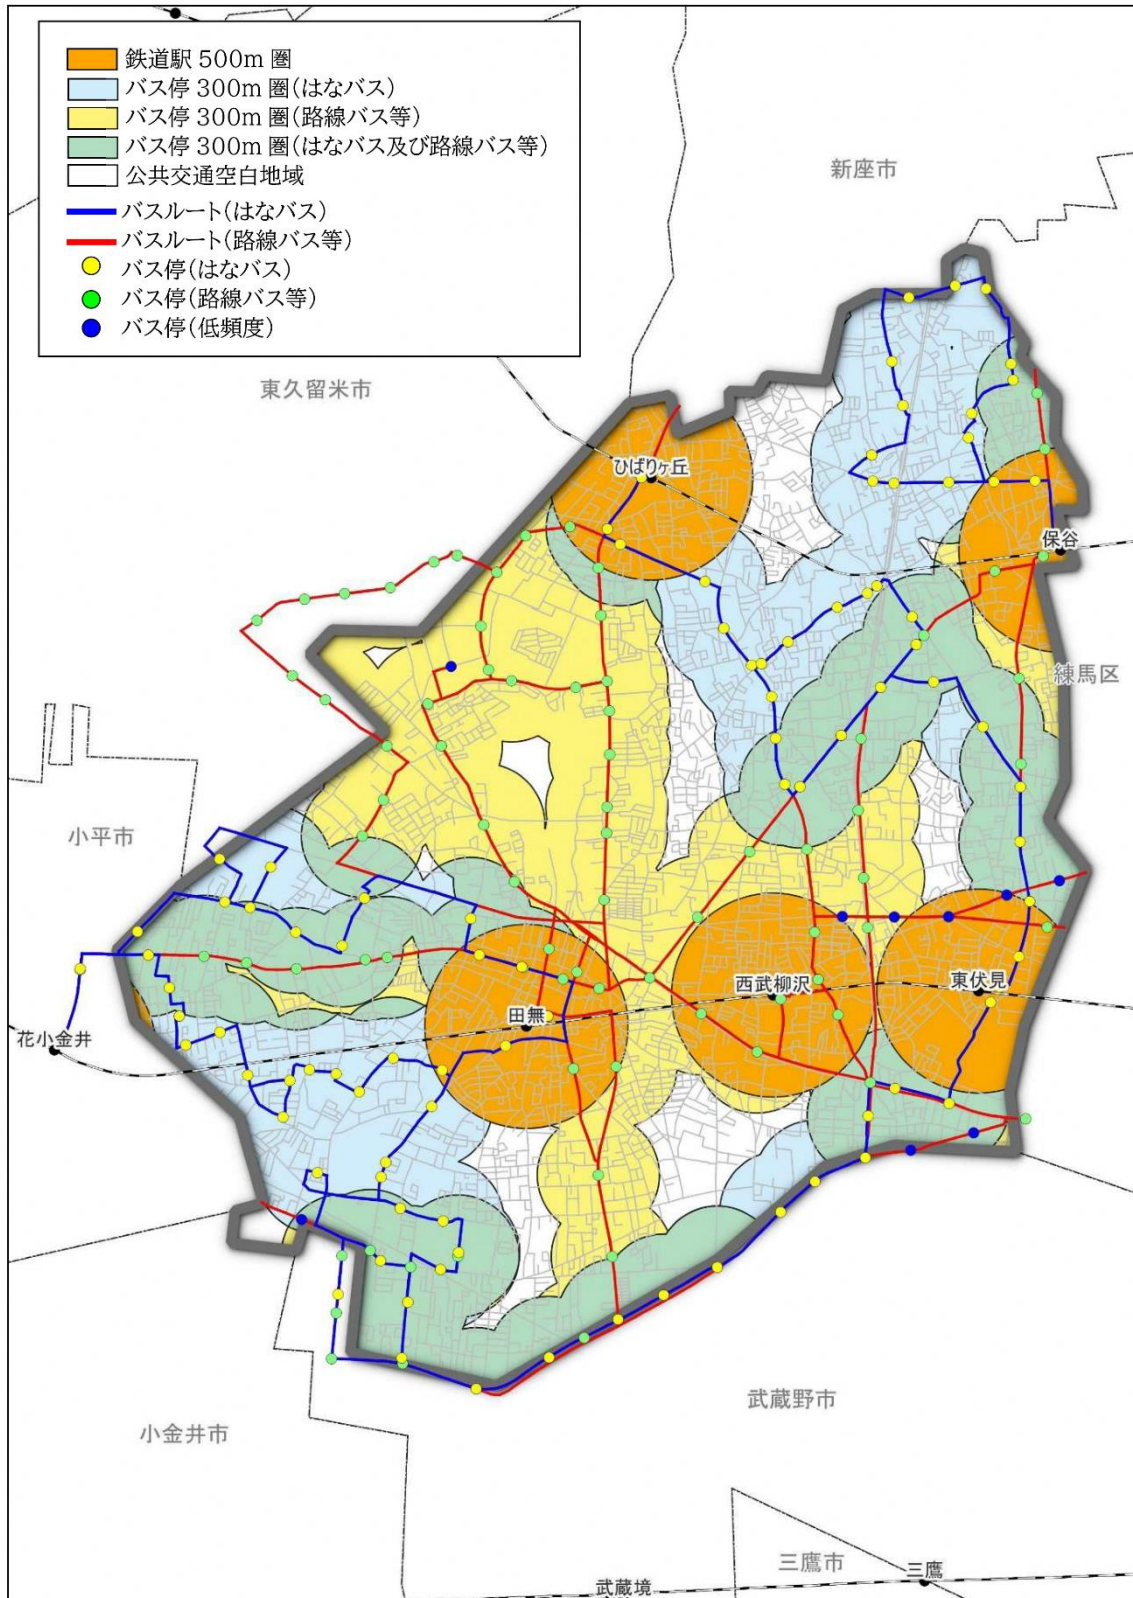 鉄道駅 500m 圏
バス停 300m 圏(はなバス)
バス停 300m 圏(路線バス等)
バス停 300m 圏(はなバス及び路線バス等)
公共交通空白地域
バスルート(はなバス)
バスルート(路線バス等)
バス停(はなバス)
バス停(路線バス等)
バス停(低頻度)
新座市
東久留米市
ひばりヶ丘
保谷
練馬区
小平市
西武柳沢
東伏見
田無
花小金井
武蔵野市
小金井市
三鷹市
三鷹
武蔵境